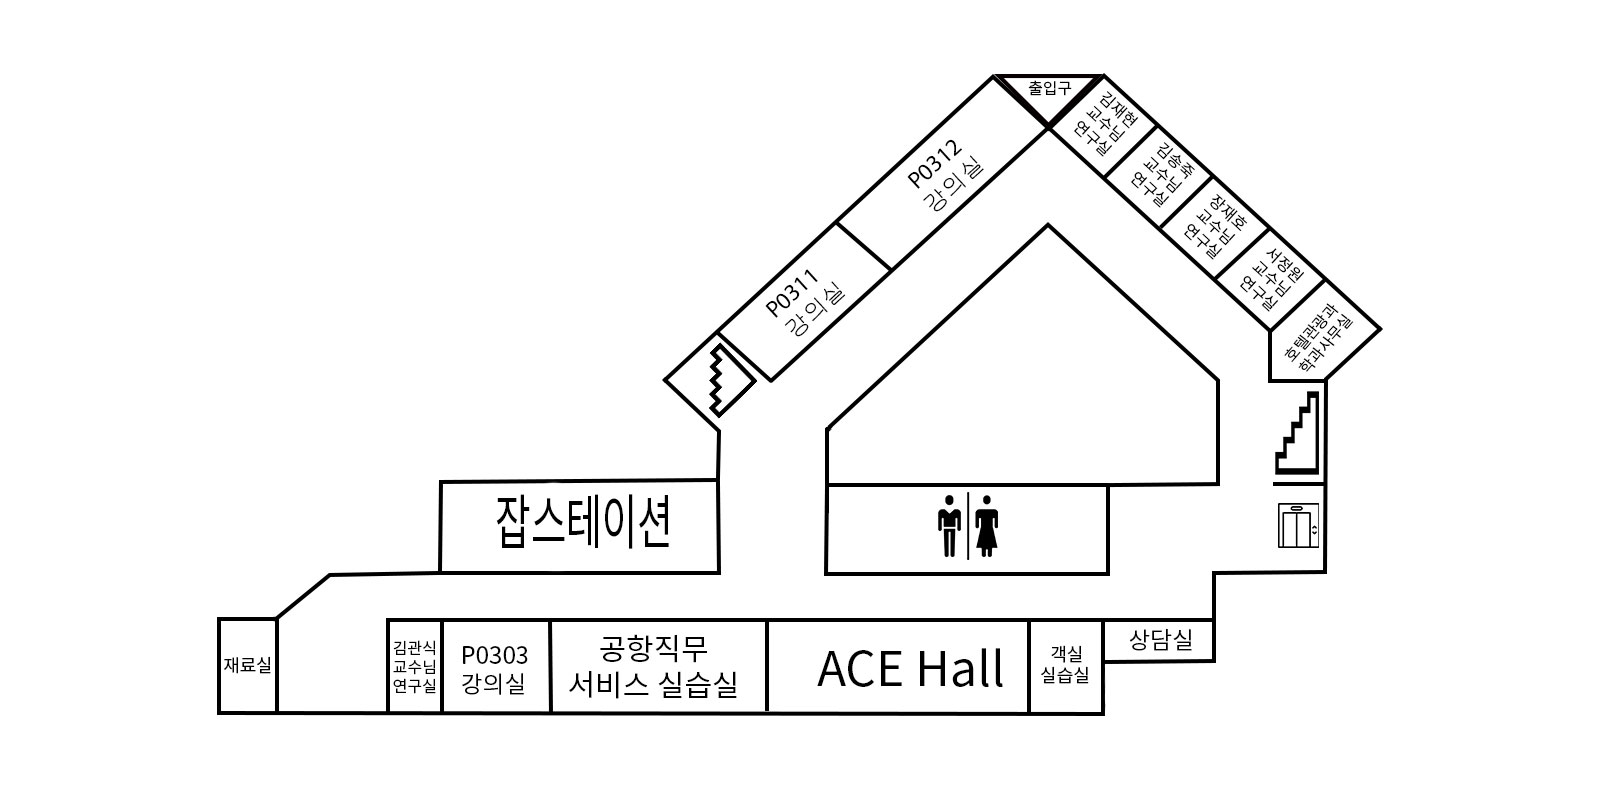 출입구
김재현
교수님
연구실
김송죽
교수님
연구실
장재호
교수님
연구실
서정원
교수님
연구실
호텔관광과
학과사무실
P0312
강의실
P0311
강의실
잡스테이션
재료실
김관식
교수님
연구실
P0303
강의실
공항직무
서비스 실습실
ACE Hall
객실
실습실
상담실